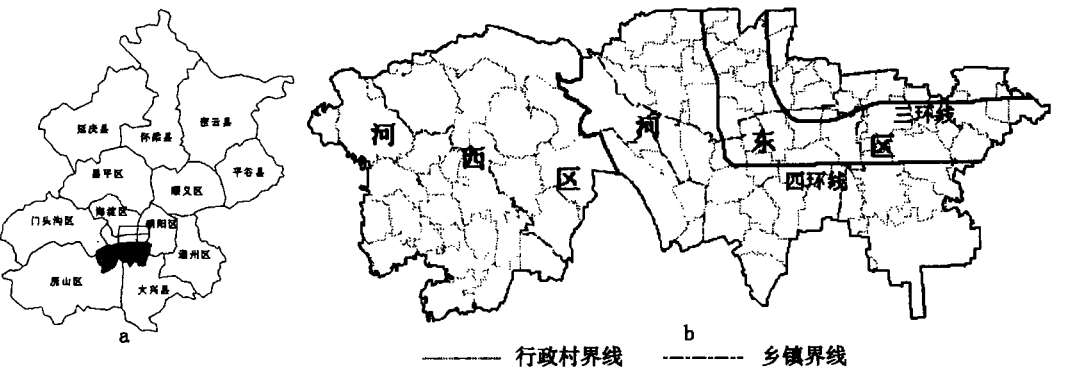 延庆县
怀柔县
密云县
昌平区
顺义区
平谷县
海淀区
门头沟区
朝阳区
通州区
房山区
大兴县
a
河西区
河东区
三环线
四环线
b
行政村界线
乡镇界线